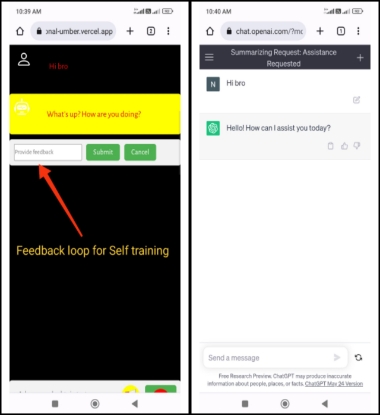 10:39 AM
onal-umber.vercel.app
2
Hi bro
What's up? How are you doing?
Provide feedback
Submit
Cancel
Feedback loop for Self training
10:40 AM
chat.openai.com/?mo
1
Summarizing Request: Assistance
Requested
N
Hi bro
Hello! How can I assist you today?
Send a message
Free Research Preview. ChatGPT may produce inaccurate
information about people, places, or facts. ChatGPT May 24 Version